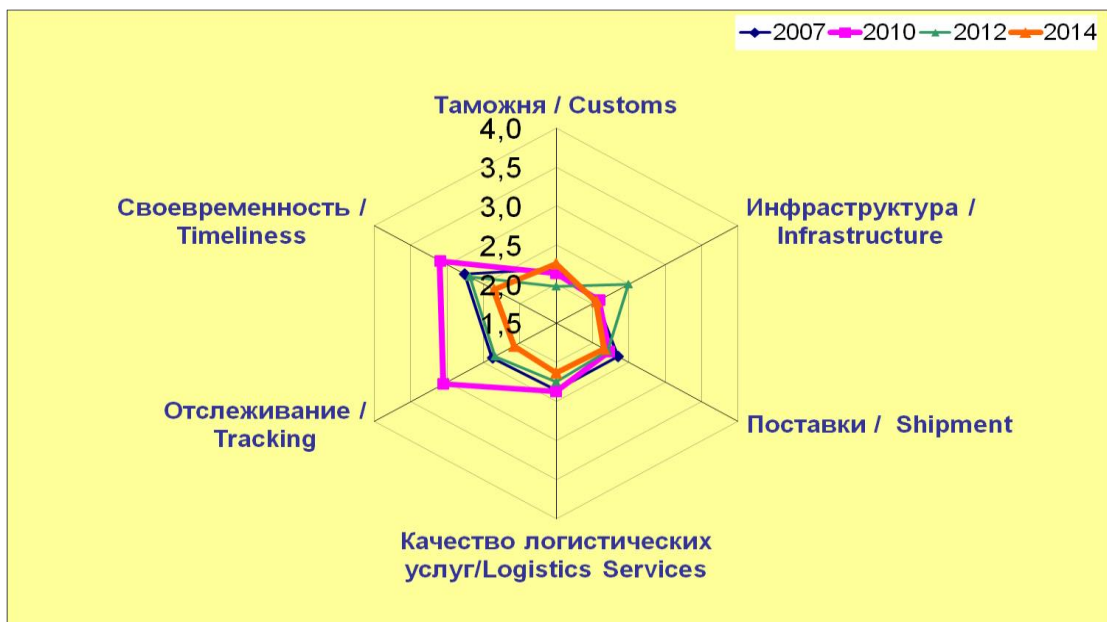 2007 2010 2012 2014
Таможня / Customs
4,0
3,5
3,0
2,5
2,0
1,5
Инфраструктура /
Infrastructure
Поставки / Shipment
Качество логистических
услуг/Logistics Services
Отслеживание /
Tracking
Своевременность /
Timeliness